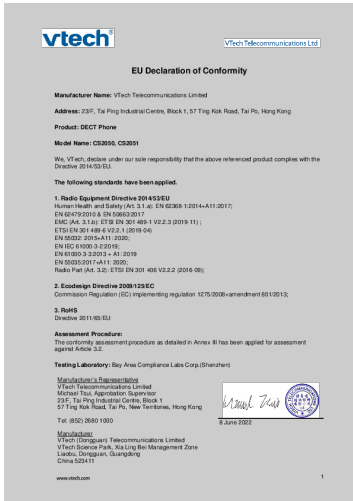 vtech®
VTech Telecommunications Ltd
EU Declaration of Conformity
Manufacturer Name: VTech Telecommunications Limited
Address: 23/F, Tai Ping Industrial Centre, Block 1, 57 Ting Kok Road, Tai Po, Hong Kong
Product: DECT Phone
Model Name: CS2050, CS2051
We, VTech, declare under our sole responsibility that the above referenced product complies with the
Directive 2014/53/EU.
The following standards have been applied.
1. Radio Equipment Directive 2014/53/EU
Human Health and Safety (Art. 3.1.a): EN 62368-1:2014+A11:2017;
EN 62479:2010 & EN 50663:2017
EMC (Art. 3.1.b): ETSI EN 301 489-1 V2.2.3 (2019-11) ;
ETSI EN 301 489-6 V2.2.1 (2019-04)
EN 55032: 2015+A11: 2020;
EN IEC 61000-3-2:2019;
EN 61000-3-3:2013 + A1: 2019
EN 55035:2017+A11: 2020;
Radio Part (Art. 3.2): ETSI EN 301 406 V2.2.2 (2016-09);
2. Ecodesign Directive 2009/125/EC
Commission Regulation (EC) implementing regulation 1275/2008+amendment 801/2013;
3. RoHS
Directive 2011/65/EU
Assessment Procedure:
The conformity assessment procedure as detailed in Annex III has been applied for assessment
against Article 3.2.
Testing Laboratory: Bay Area Compliance Labs Corp.(Shenzhen)
Manufacturer's Representative
VTech Telecommunications Limited
Michael Tsui, Approbation Supervisor
23/F, Tai Ping Industrial Centre, Block 1
57 Ting Kok Road, Tai Po, New Territories, Hong Kong
Tel: (852) 2680 1000
8 June 2022
Manufacturer
VTech (Dongguan) Telecommunications Limited
VTech Science Park, Xia Ling Bei Management Zone
Liaobu, Dongguan, Guangdong
China 523411
www.vtech.com
1